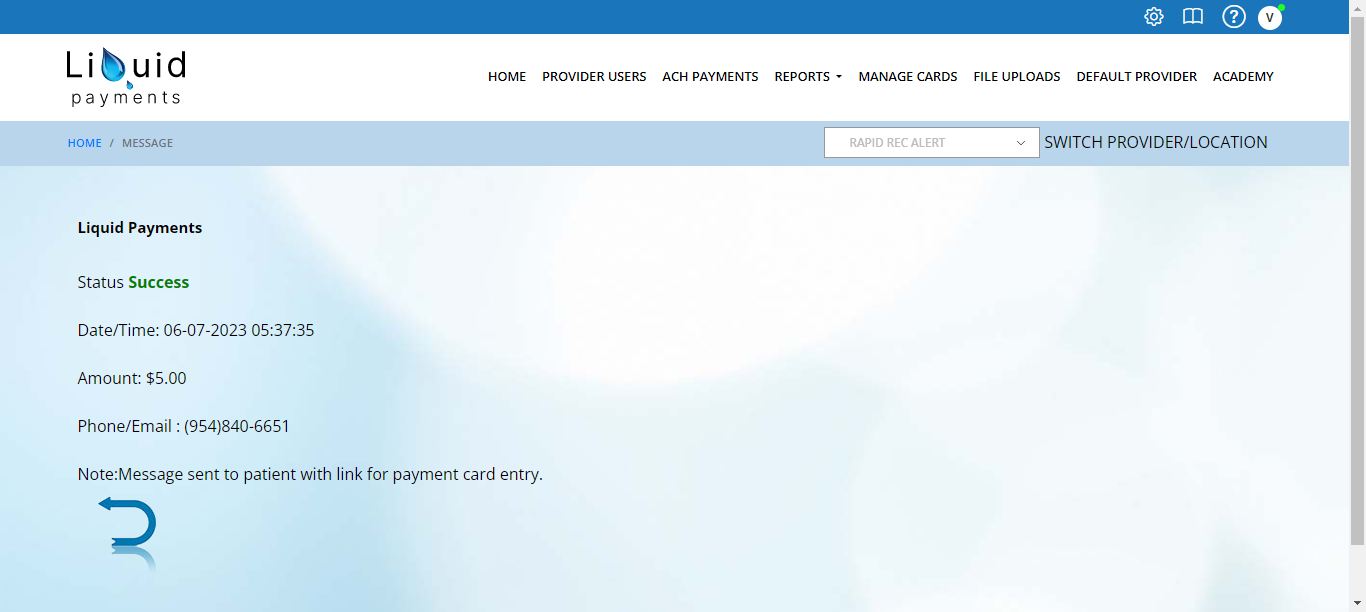 ?
V
Liquid
payments
HOME PROVIDER USERS ACH PAYMENTS REPORTS MANAGE CARDS FILE UPLOADS DEFAULT PROVIDER ACADEMY
HOME / MESSAGE
RAPID REC ALERT SWITCH PROVIDER/LOCATION
Liquid Payments
Status Success
Date/Time: 06-07-2023 05:37:35
Amount: $5.00
Phone/Email : (954)840-6651
Note:Message sent to patient with link for payment card entry.